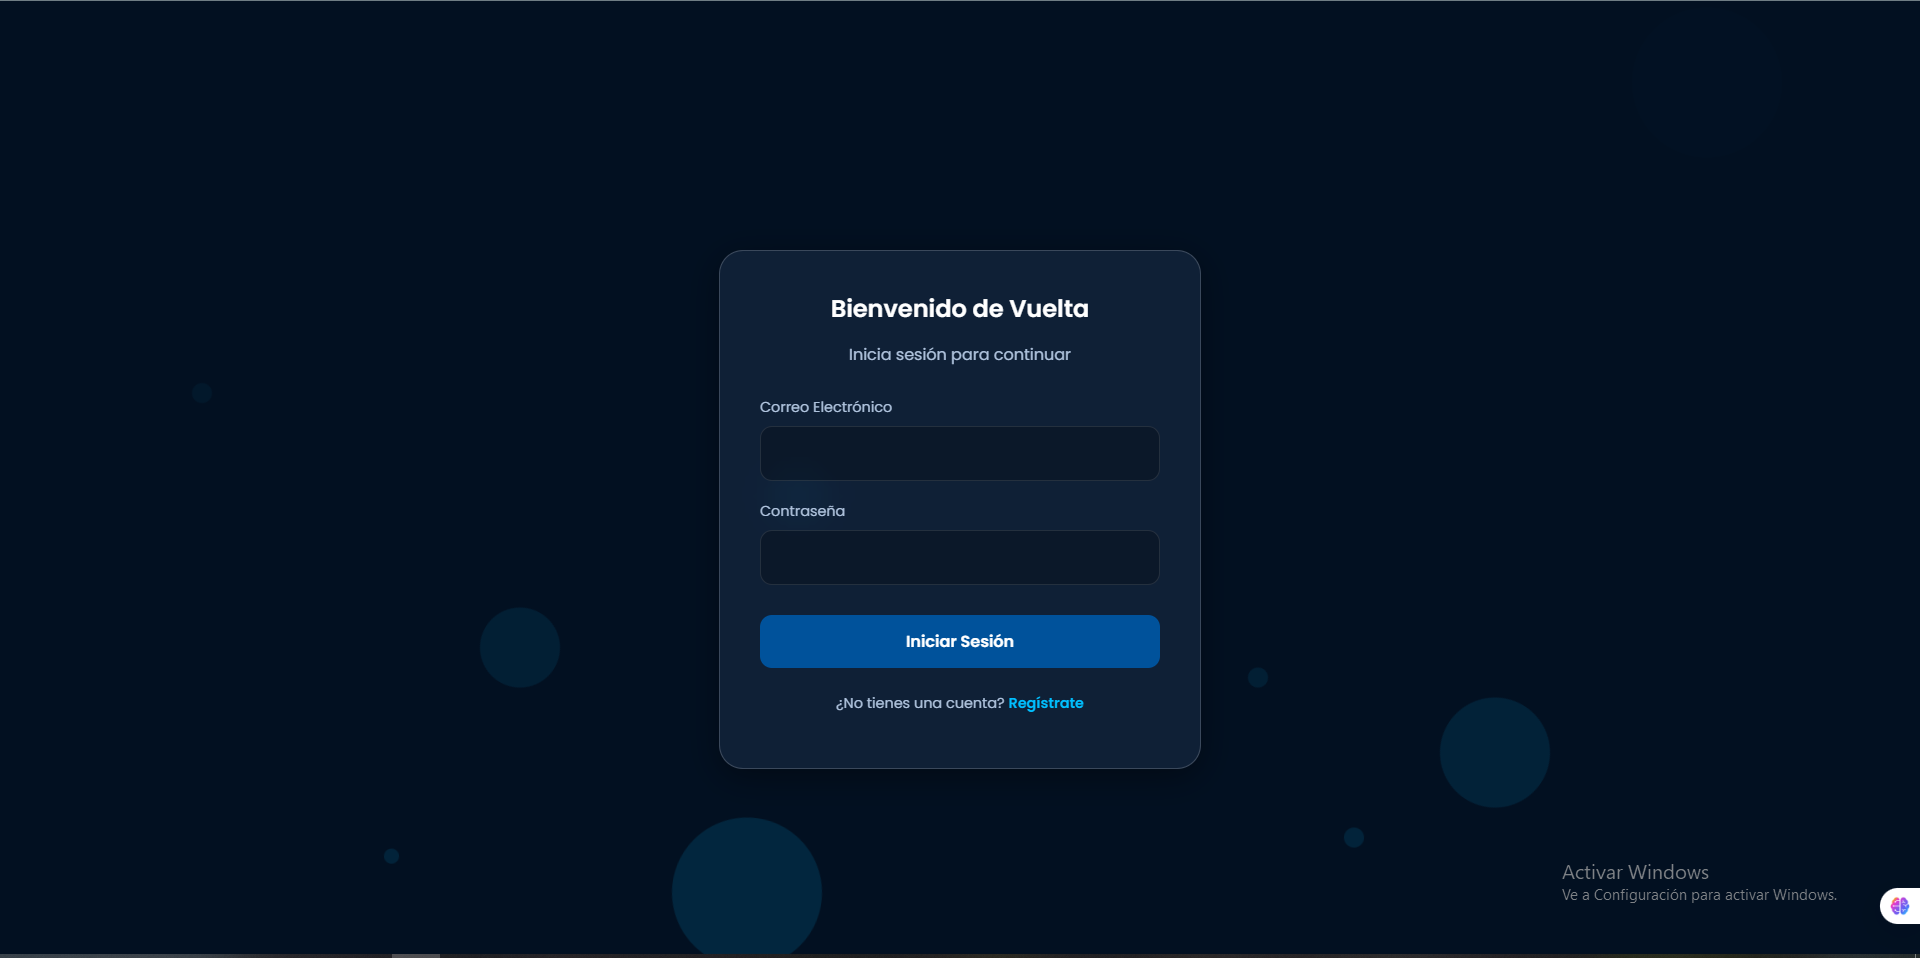 Bienvenido de Vuelta
Inicia sesión para continuar
Correo Electrónico
Contraseña
Iniciar Sesión
¿No tienes una cuenta? Regístrate
Activar Windows
Ve a Configuración para activar Windows.